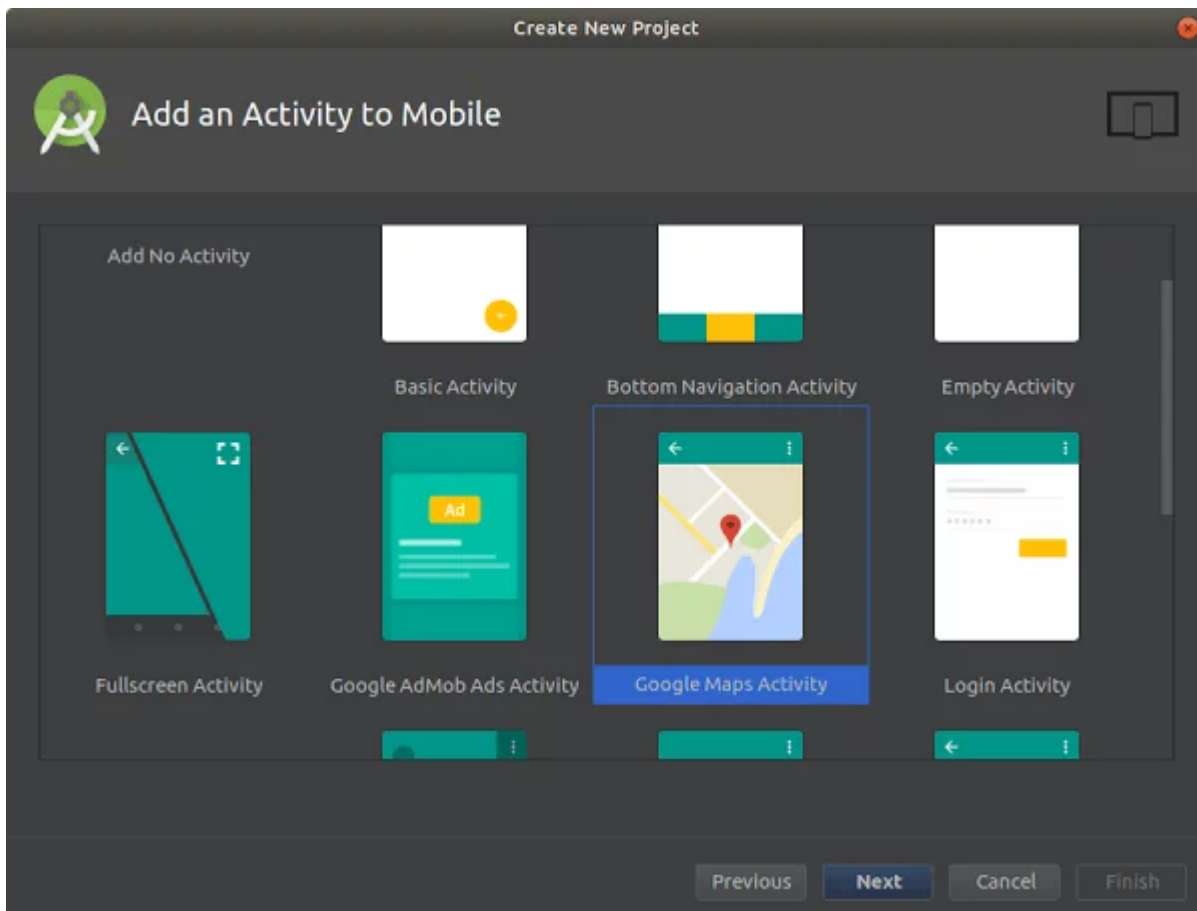 Create New Project
Add an Activity to Mobile
Add No Activity
Basic Activity
Bottom Navigation Activity
Empty Activity
Ad
Fullscreen Activity
Google AdMob Ads Activity
Google Maps Activity
Login Activity
Previous
Next
Cancel
Finish